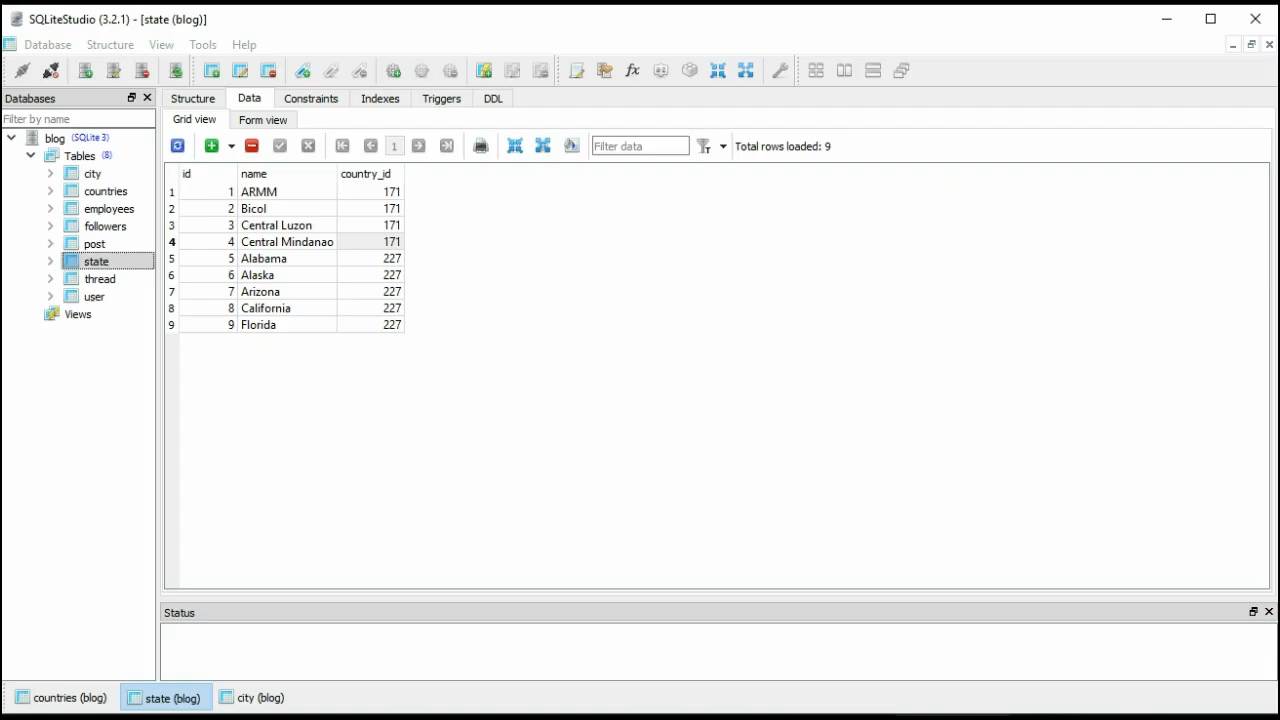 SQLiteStudio (3.2.1) - [state (blog)]
Database Structure View Tools Help
Databases
Filter by name
blog (SQLite 3)
Tables (8)
city
countries
employees
followers
post
state
thread
user
Views
Structure Data Constraints Indexes Triggers DDL
Grid view Form view
1 Filter data Total rows loaded: 9
id name country_id
1 1 ARMM 171
2 2 Bicol 171
3 3 Central Luzon 171
4 4 Central Mindanao 171
5 5 Alabama 227
6 6 Alaska 227
7 7 Arizona 227
8 8 California 227
9 9 Florida 227
Status
countries (blog) state (blog) city (blog)